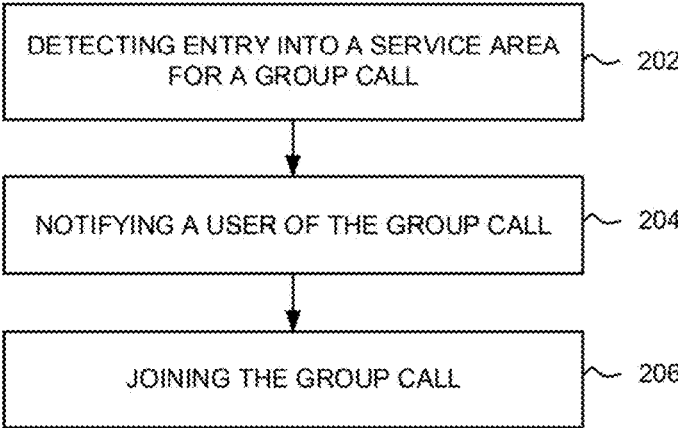 DETECTING ENTRY INTO A SERVICE AREA
FOR A GROUP CALL
202
NOTIFYING A USER OF THE GROUP CALL
204
JOINING THE GROUP CALL
206